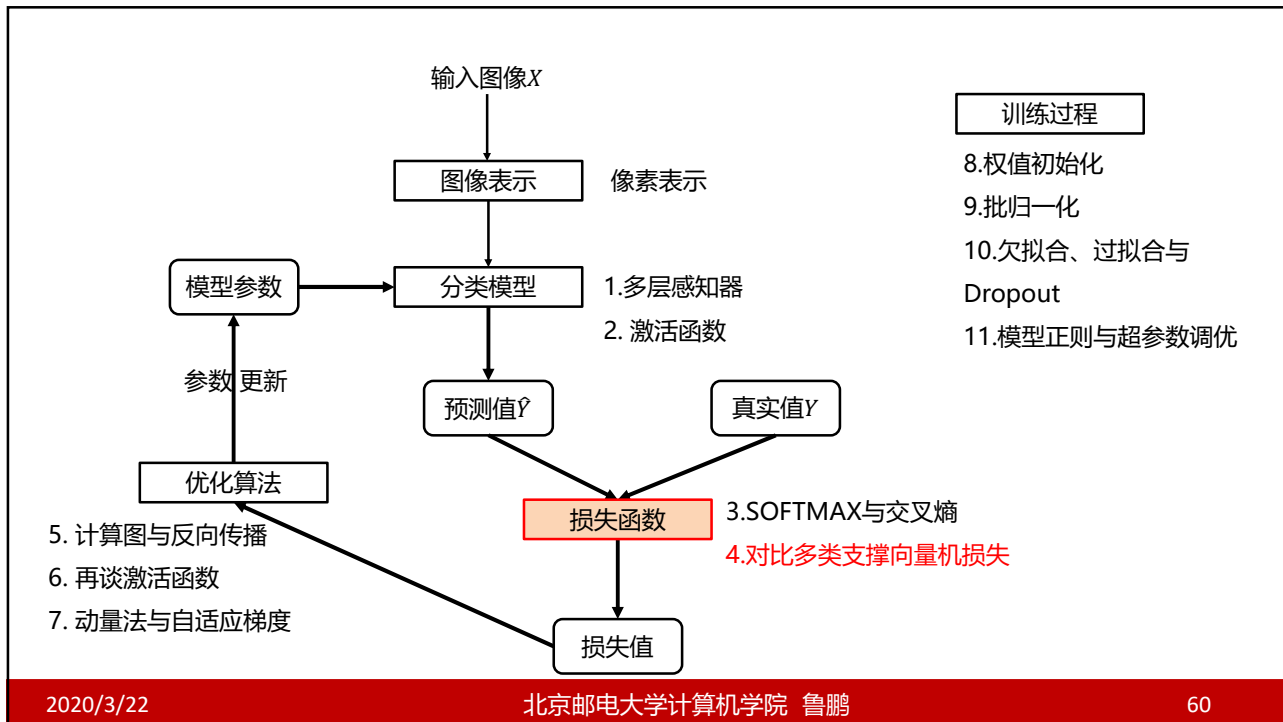 输入图像X
图像表示
像素表示
模型参数
分类模型
1.多层感知器
2. 激活函数
参数 更新
预测值Ŷ
真实值Y
优化算法
损失函数
3.SOFTMAX与交叉熵
4.对比多类支撑向量机损失
5. 计算图与反向传播
6. 再谈激活函数
7. 动量法与自适应梯度
损失值
训练过程
8.权值初始化
9.批归一化
10.欠拟合、过拟合与
Dropout
11.模型正则与超参数调优
2020/3/22
北京邮电大学计算机学院 鲁鹏
60